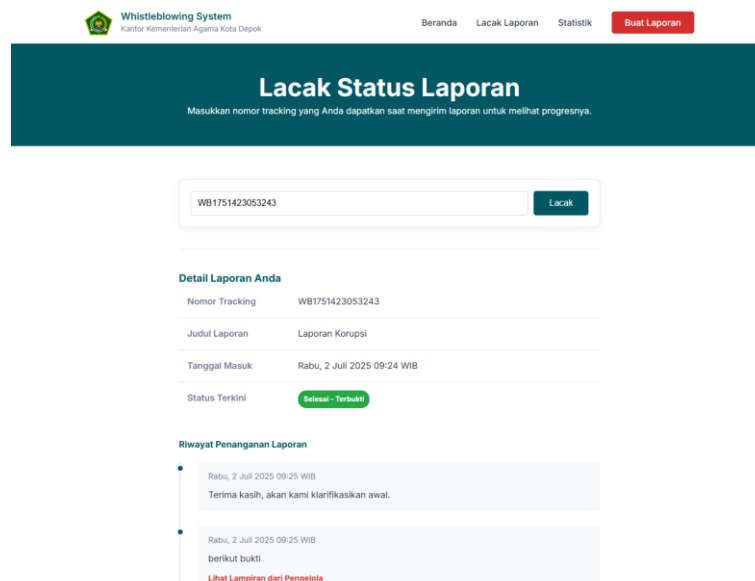 Whistleblowing System
Kantor Kementerian Agama Kota Depok
Beranda Lacak Laporan Statistik Buat Laporan
Lacak Status Laporan
Masukkan nomor tracking yang Anda dapatkan saat mengirim laporan untuk melihat progresnya.
WB1751423053243 Lacak
Detail Laporan Anda
Nomor Tracking WB1751423053243
Judul Laporan Laporan Korupsi
Tanggal Masuk Rabu, 2 Juli 2025 09:24 WIB
Status Terkini Selesai - Terbukti
Riwayat Penanganan Laporan
Rabu, 2 Juli 2025 09:25 WIB
Terima kasih, akan kami klarifikasikan awal.
Rabu, 2 Juli 2025 09:25 WIB
berikut bukti
Lihat Lampiran dari Pengelola